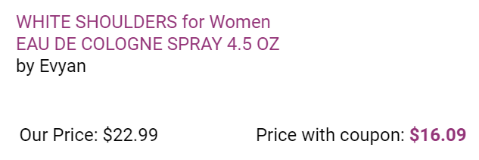 WHITE SHOULDERS for Women
EAU DE COLOGNE SPRAY 4.5 OZ
by Evyan
Our Price: $22.99 Price with coupon: $16.09